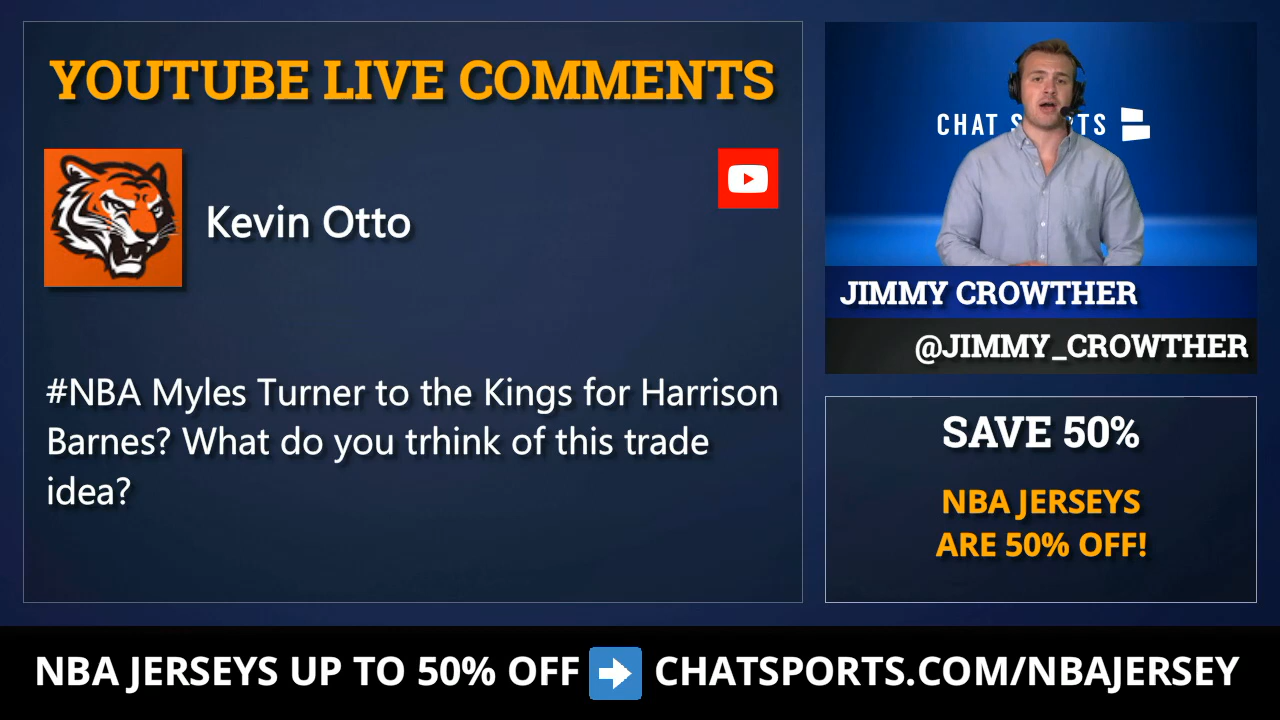 YOUTUBE LIVE COMMENTS
Kevin Otto
#NBA Myles Turner to the Kings for Harrison
Barnes? What do you trhink of this trade
idea?
CHAT S RTS
JIMMY CROWTHER
@JIMMY_CROWTHER
SAVE 50%
NBA JERSEYS
ARE 50% OFF!
NBA JERSEYS UP TO 50% OFF ➡ CHATSPORTS.COM/NBAJERSEY